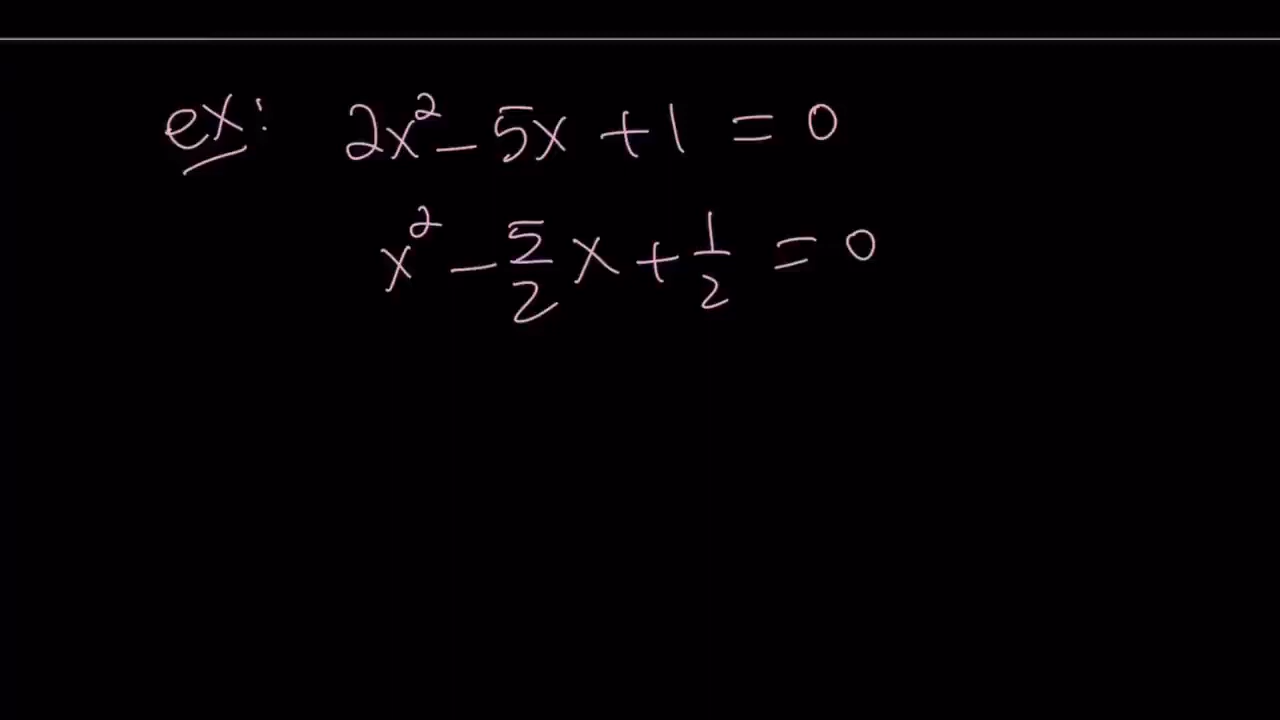 ex: 2x² - 5x + 1 = 0
x² - 5/2 x + 1/2 = 0